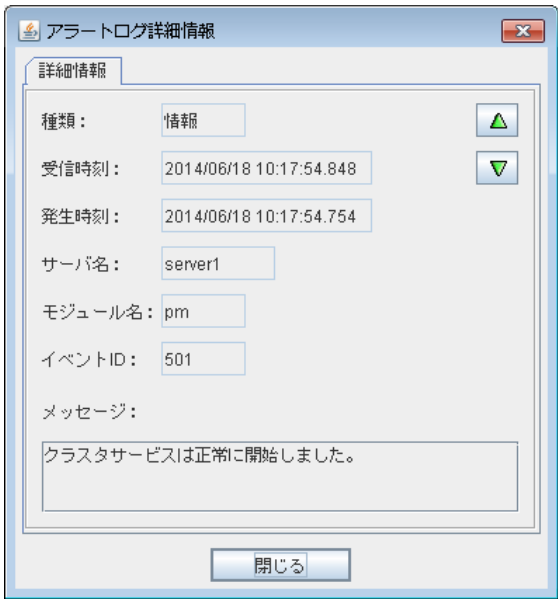 アラートログ詳細情報
詳細情報
種類： 情報
受信時刻： 2014/06/18 10:17:54.848
発生時刻： 2014/06/18 10:17:54.754
サーバ名： server1
モジュール名： pm
イベントID： 501
メッセージ：
クラスタサービスは正常に開始しました。
閉じる